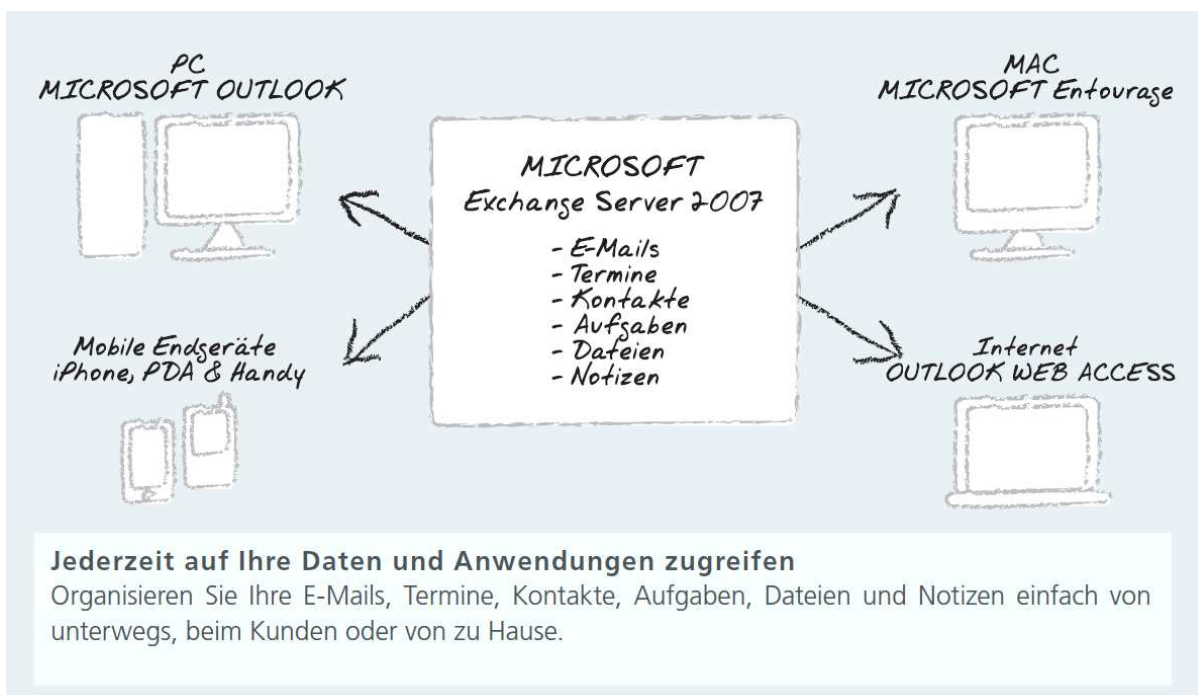 PC
MICROSOFT OUTLOOK
MAC
MICROSOFT Entourage
MICROSOFT
Exchange Server 2007
- E-Mails
- Termine
- Kontakte
- Aufgaben
- Dateien
- Notizen
Mobile Endgeräte
iPhone, PDA & Handy
Internet
OUTLOOK WEB ACCESS
Jederzeit auf Ihre Daten und Anwendungen zugreifen
Organisieren Sie Ihre E-Mails, Termine, Kontakte, Aufgaben, Dateien und Notizen einfach von
unterwegs, beim Kunden oder von zu Hause.